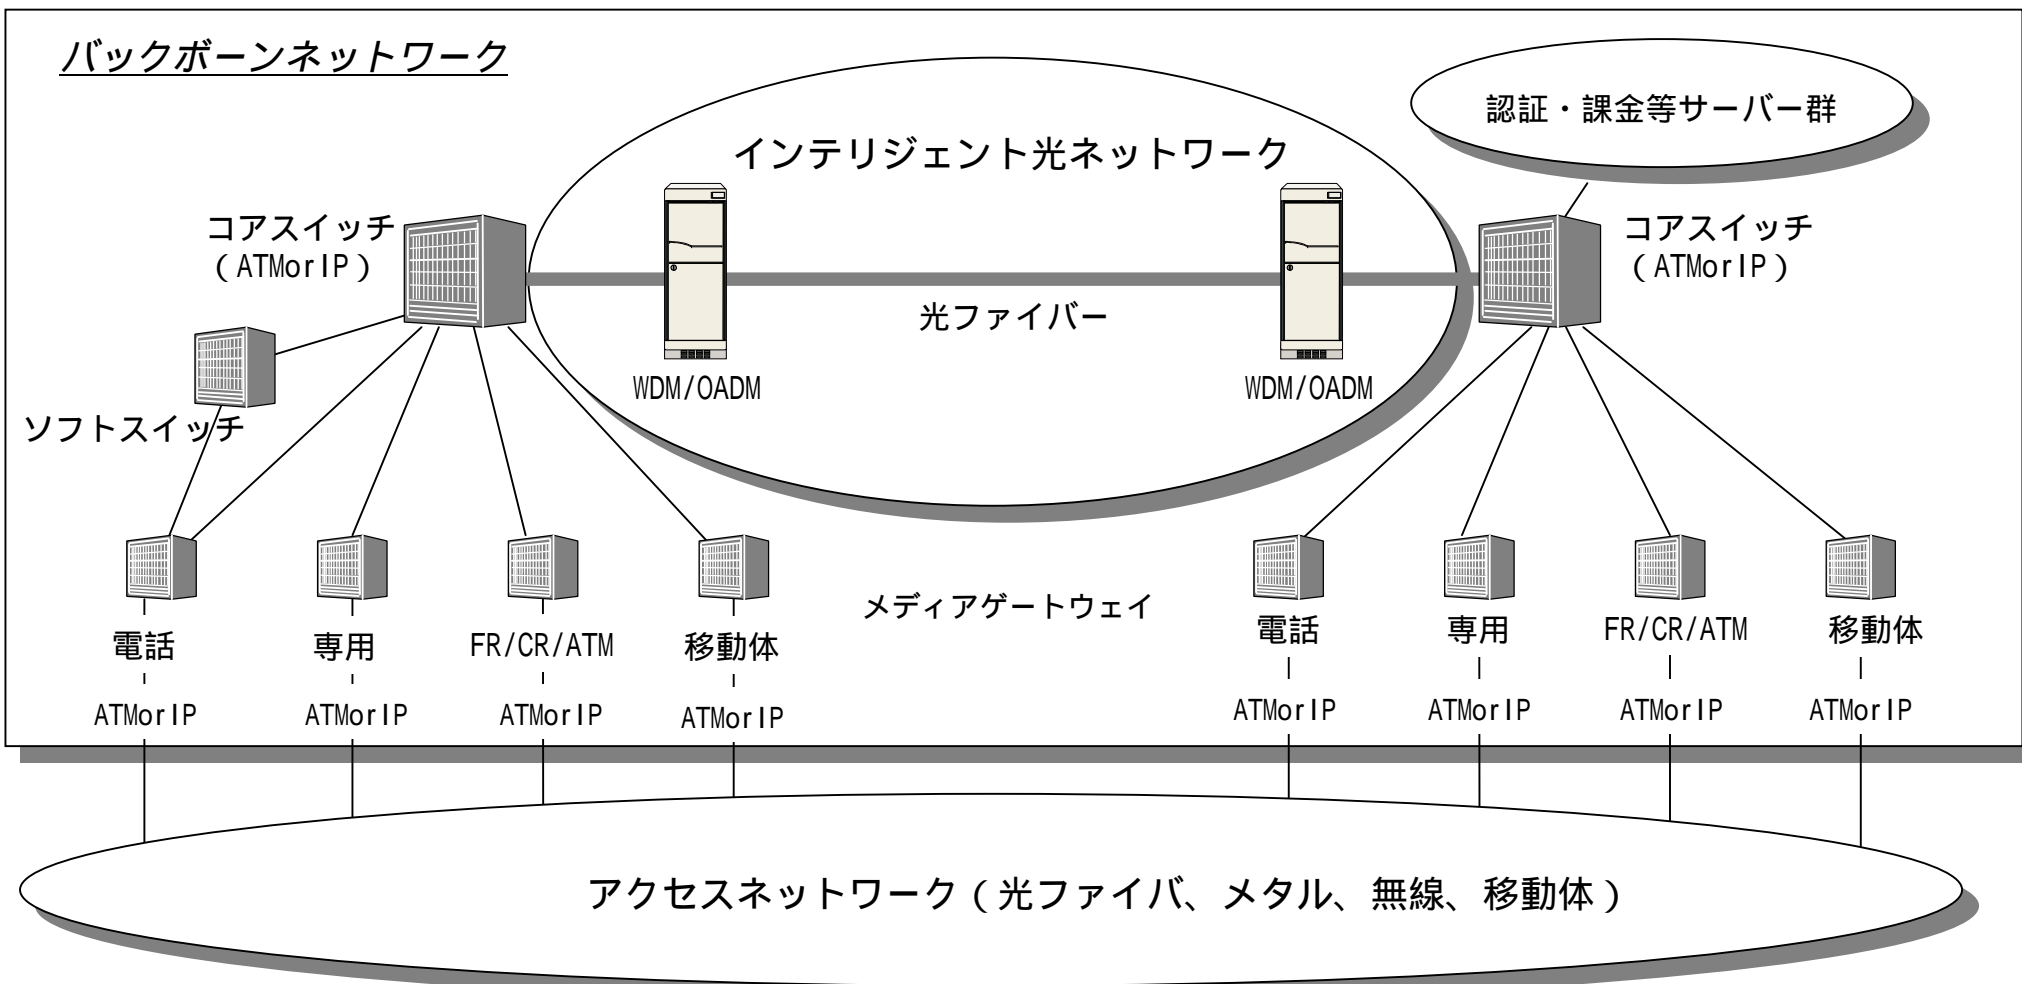 バックボーンネットワーク
認証・課金等サーバー群
インテリジェント光ネットワーク
コアスイッチ
(ATMorIP)
コアスイッチ
(ATMorIP)
光ファイバー
WDM/OADM
WDM/OADM
ソフトスイッチ
メディアゲートウェイ
電話
専用
FR/CR/ATM
移動体
電話
専用
FR/CR/ATM
移動体
ATMorIP
ATMorIP
ATMorIP
ATMorIP
ATMorIP
ATMorIP
ATMorIP
ATMorIP
アクセスネットワーク(光ファイバ、メタル、無線、移動体)